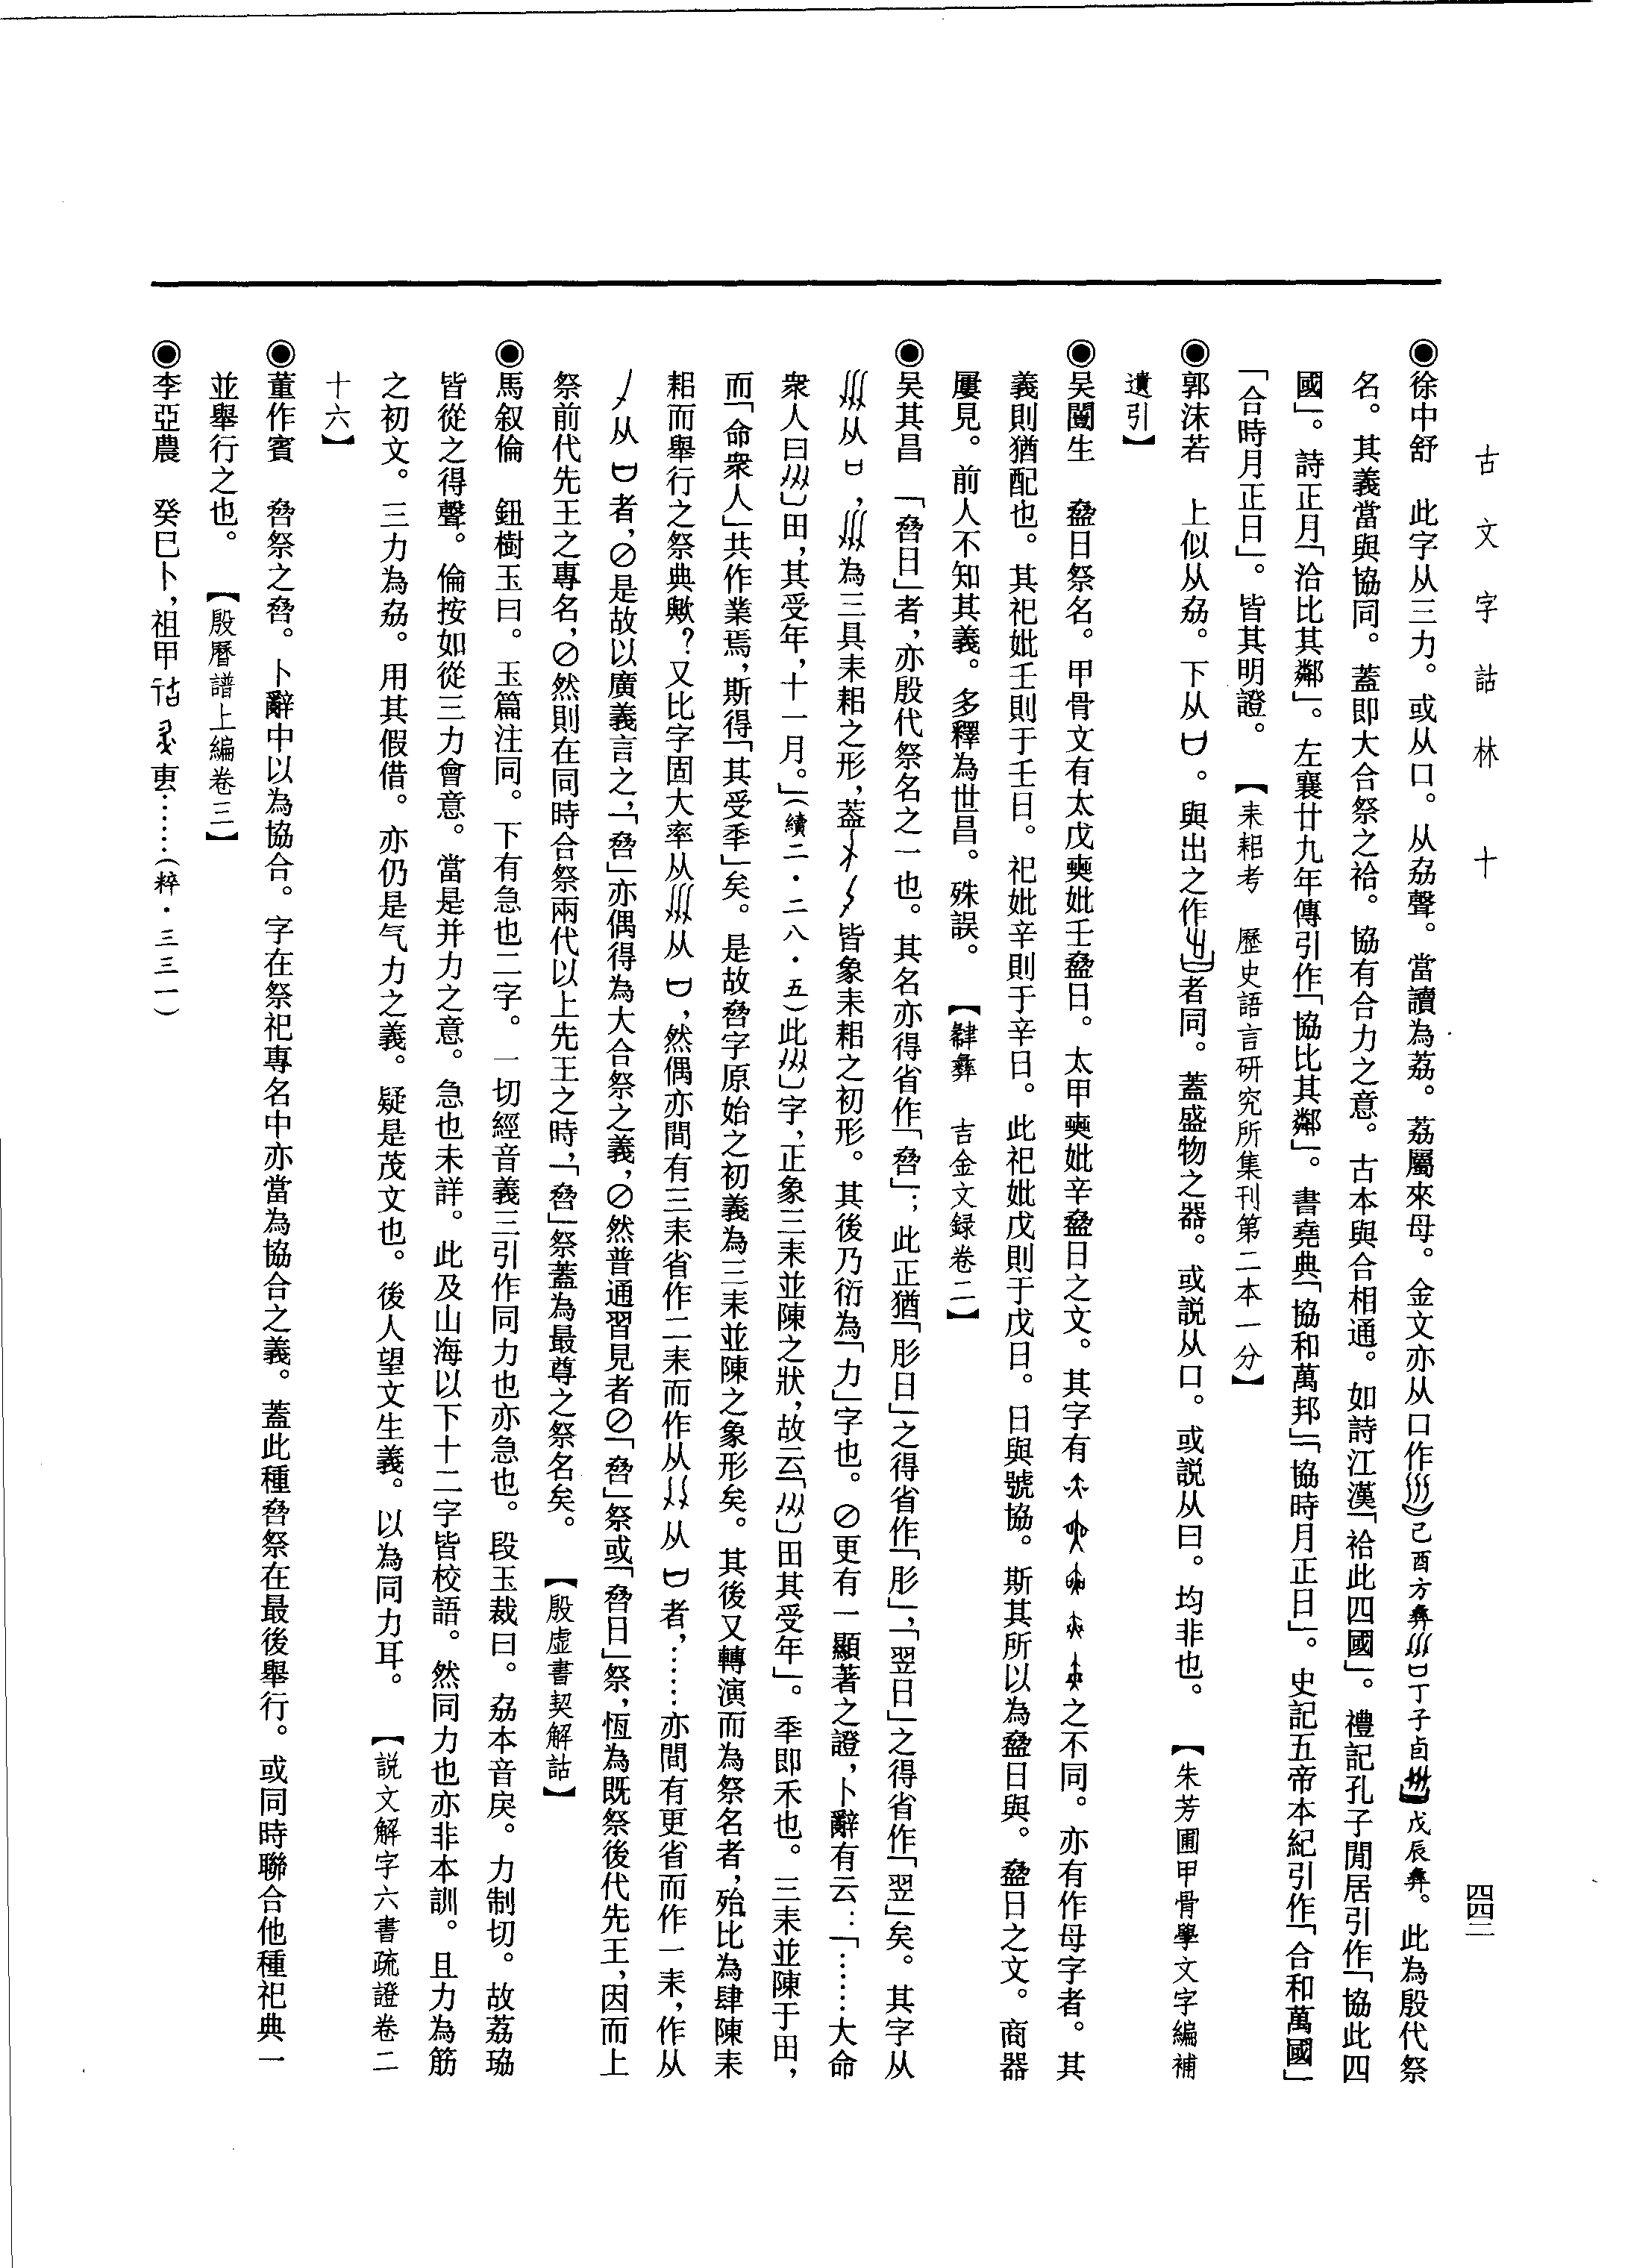 古文字詁林 十
四四二
◉徐中舒 此字从三力。或从口。从劦聲。當讀為荔。荔屬來母。金文亦从口作己酉方彝丁子卣戊辰彝。此為殷代祭
名。其義當與協同。蓋即大合祭之祫。協有合力之意。古本與合相通。如詩江漢「祫此四國」。禮記孔子閒居引作「協此四
國」。詩正月「洽比其鄰」。左襄廿九年傳引作「協比其鄰」。書堯典「協和萬邦」「協時月正日」。史記五帝本紀引作「合和萬國」
「合時月正日」。皆其明證。 【耒耜考 歷史語言研究所集刊第二本一分】
◉郭沫若 上似从劦。下从。與出之作者同。蓋盛物之器。或説从口。或説从曰。均非也。 【朱芳圃甲骨學文字編補
遺引】
◉吴闓生 日祭名。甲骨文有太戊奭妣壬日。太甲奭妣辛日之文。其字有之不同。亦有作母字者。其
義則猶配也。其祀妣壬則于壬日。祀妣辛則于辛日。此祀妣戊則于戊日。日與號協。斯其所以為日與。日之文。商器
屢見。前人不知其義。多釋為世昌。殊誤。 【肄彝 吉金文録卷二】
◉吴其昌 「旾日」者，亦殷代祭名之一也。其名亦得省作「」；此正猶「肜日」之得省作「肜」，「翌日」之得省作「翌」矣。其字从
从，為三具耒耜之形，蓋皆象耒耜之初形。其後乃衍為「力」字也。⊘更有一顯著之證，卜辭有云：「……大命
衆人曰田，其受年，十一月。」（續二·二八·五）此字，正象三耒並陳之狀，故云「田其受年」。秊即禾也。三耒並陳于田，
而「命衆人」共作業焉，斯得「其受秊」矣。是故字原始之初義為三耒並陳之象形矣。其後又轉演而為祭名者，殆比為肆陳耒
耜而舉行之祭典歟？又比字固大率从从，然偶亦間有三耒省作二耒而作从从者，……亦間有更省而作一耒，作从
从者，⊘是故以廣義言之，「」亦偶得為大合祭之義，⊘然普通習見者⊘「」祭或「日」祭，恆為既祭後代先王，因而上
祭前代先王之專名，⊘然則在同時合祭兩代以上先王之時，「」祭蓋為最尊之祭名矣。 【殷虛書契解詁】
◉馬叙倫 鈕樹玉曰。玉篇注同。下有急也二字。一切經音義三引作同力也亦急也。段玉裁曰。劦本音戾。力制切。故荔珕
皆從之得聲。倫按如從三力會意。當是并力之意。急也未詳。此及山海以下十二字皆校語。然同力也亦非本訓。且力為筋
之初文。三力為劦。用其假借。亦仍是气力之義。疑是茂文也。後人望文生義。以為同力耳。 【説文解字六書疏證卷二
十六】
◉董作賓 祭之。卜辭中以為協合。字在祭祀專名中亦當為協合之義。蓋此種祭在最後舉行。或同時聯合他種祀典一
並舉行之也。 【殷曆譜上編卷三】
◉李亞農 癸巳卜，祖甲叀……（粹·三三一）